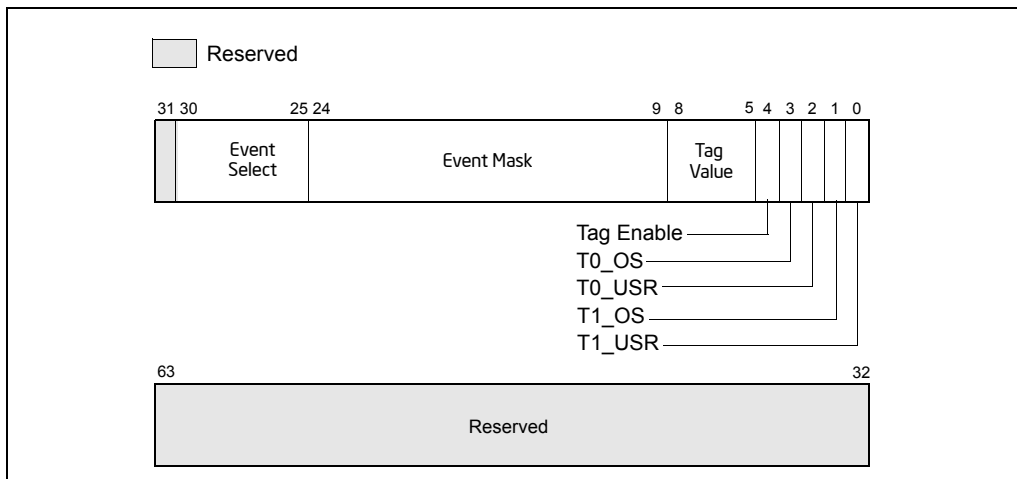 Reserved
31 30 25 24 9 8 5 4 3 2 1 0
Event
Select
Event Mask
Tag
Value
Tag Enable
T0_OS
T0_USR
T1_OS
T1_USR
63 32
Reserved